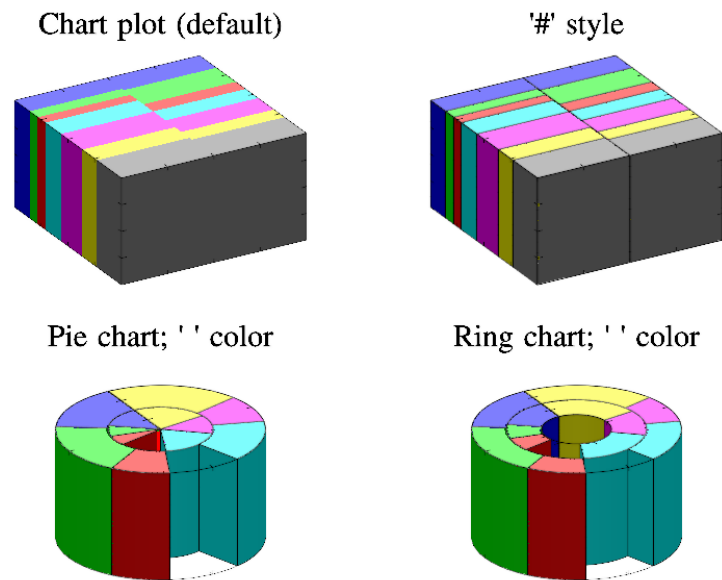 Chart plot (default)
'#' style
Pie chart; ' ' color
Ring chart; ' ' color